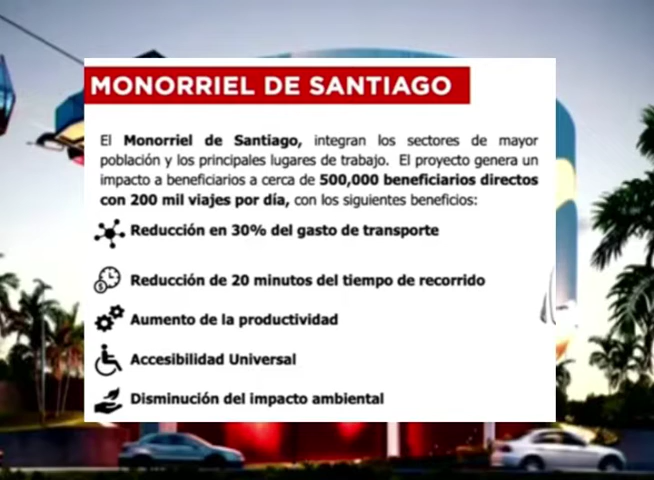 MONORRIEL DE SANTIAGO
El Monorriel de Santiago, integran los sectores de mayor
población y los principales lugares de trabajo. El proyecto genera un
impacto a beneficiarios a cerca de 500,000 beneficiarios directos
con 200 mil viajes por día, con los siguientes beneficios:
Reducción en 30% del gasto de transporte
Reducción de 20 minutos del tiempo de recorrido
Aumento de la productividad
Accesibilidad Universal
Disminución del impacto ambiental